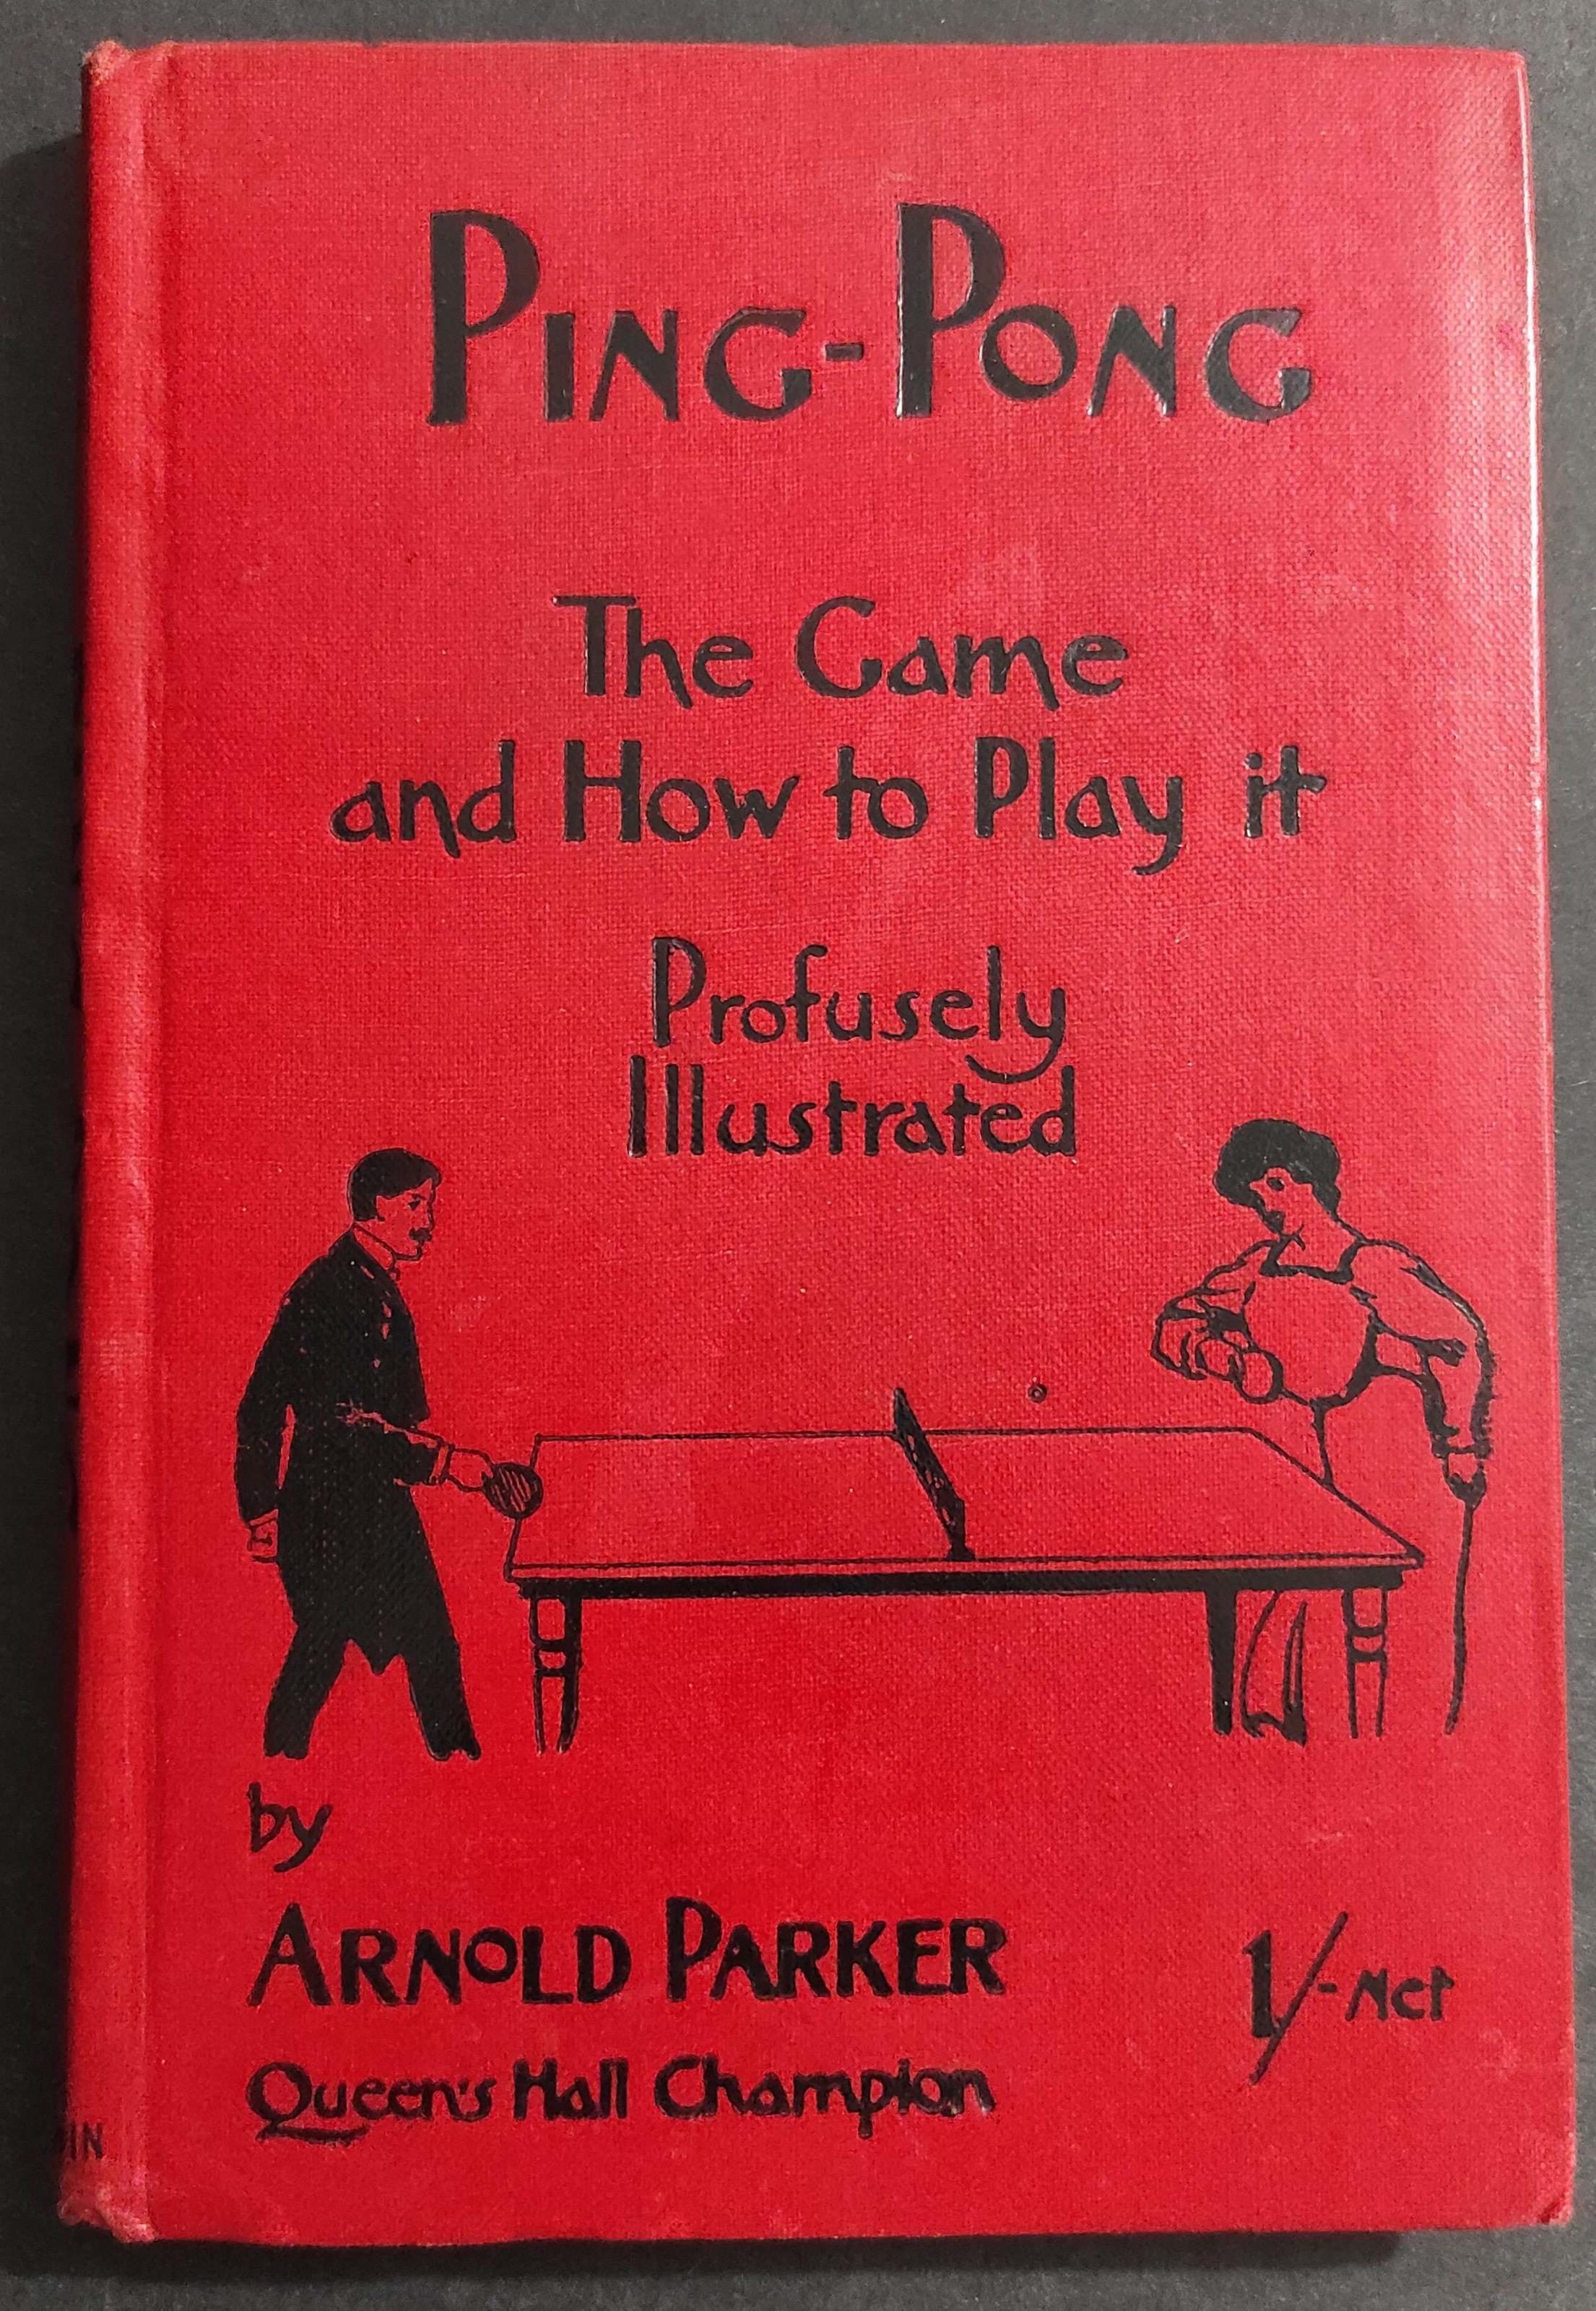 PING-PONG
The Game
and How to Play it
Profusely
Illustrated
by
ARNOLD PARKER
Queen's Hall Champion
1/- Net